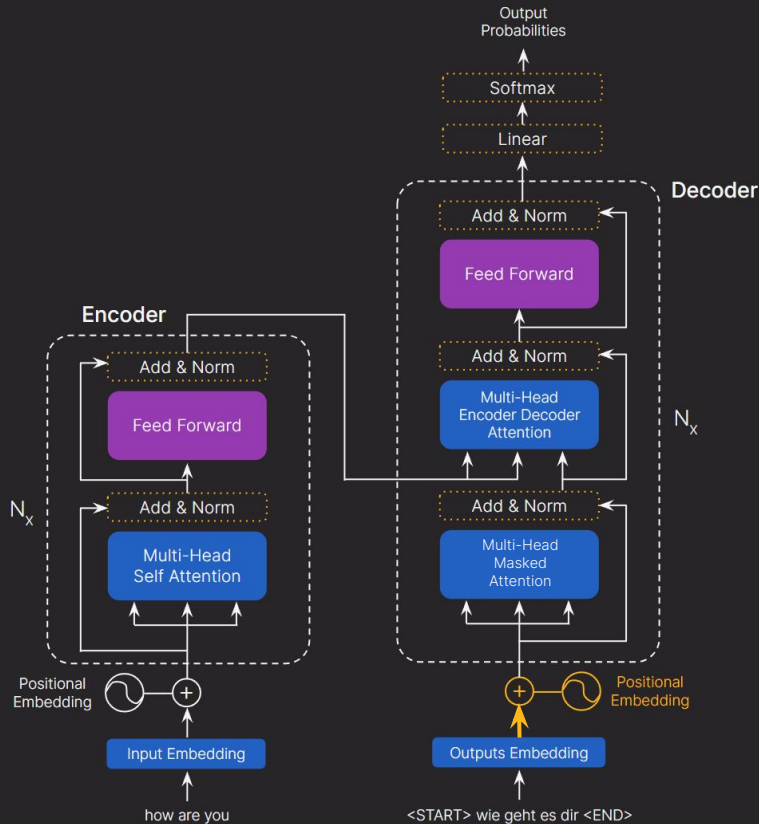 Output
Probabilities
Softmax
Linear
Decoder
Add & Norm
Feed Forward
Add & Norm
Multi-Head
Encoder Decoder
Attention
Nx
Add & Norm
Multi-Head
Masked
Attention
Encoder
Add & Norm
Feed Forward
Nx
Add & Norm
Multi-Head
Self Attention
Positional
Embedding
+
Input Embedding
how are you
+
Positional
Embedding
Outputs Embedding
<START> wie geht es dir <END>